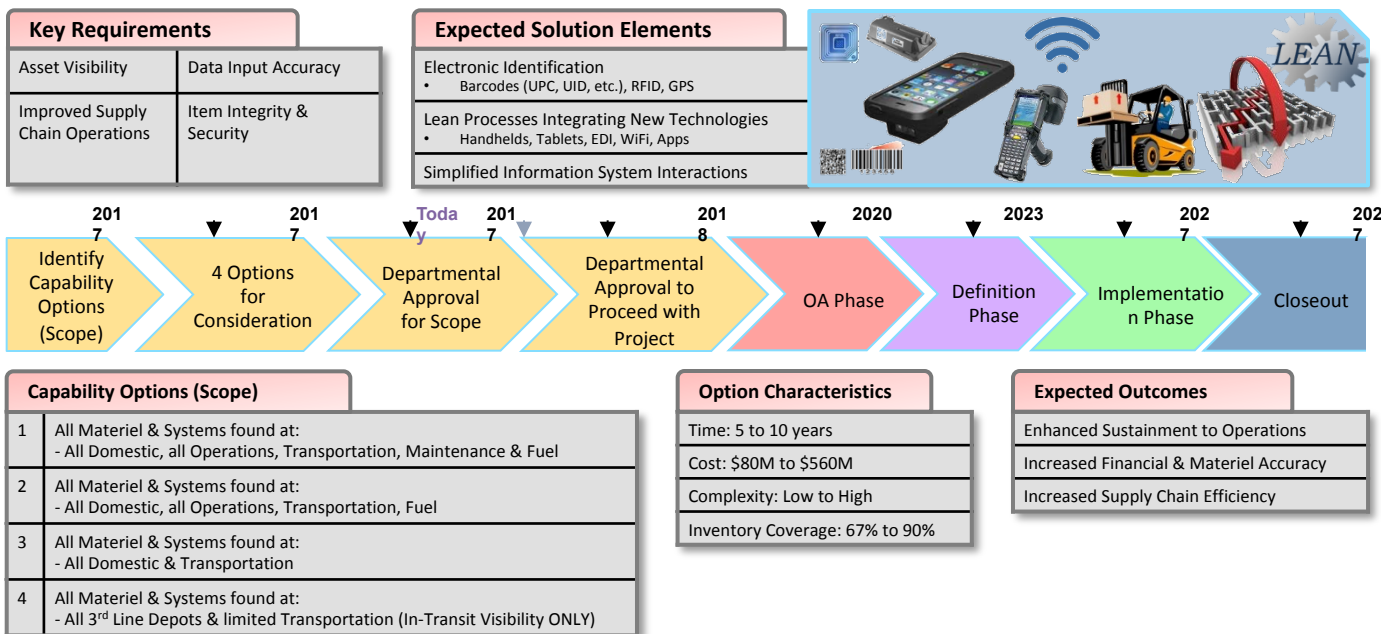 Key Requirements
Asset Visibility
Data Input Accuracy
Improved Supply
Chain Operations
Item Integrity &
Security
Expected Solution Elements
Electronic Identification
• Barcodes (UPC, UID, etc.), RFID, GPS
Lean Processes Integrating New Technologies
• Handhelds, Tablets, EDI, WiFi, Apps
Simplified Information System Interactions
LEAN
123456
201
7
201
7
Toda
y
201
7
201
8
2020
2023
202
7
202
7
Identify
Capability
Options
(Scope)
4 Options
for
Consideration
Departmental
Approval
for Scope
Departmental
Approval to
Proceed with
Project
OA Phase
Definition
Phase
Implementatio
n Phase
Closeout
Capability Options (Scope)
1
All Materiel & Systems found at:
- All Domestic, all Operations, Transportation, Maintenance & Fuel
2
All Materiel & Systems found at:
- All Domestic, all Operations, Transportation, Fuel
3
All Materiel & Systems found at:
- All Domestic & Transportation
4
All Materiel & Systems found at:
- All 3rd Line Depots & limited Transportation (In-Transit Visibility ONLY)
Option Characteristics
Time: 5 to 10 years
Cost: $80M to $560M
Complexity: Low to High
Inventory Coverage: 67% to 90%
Expected Outcomes
Enhanced Sustainment to Operations
Increased Financial & Materiel Accuracy
Increased Supply Chain Efficiency